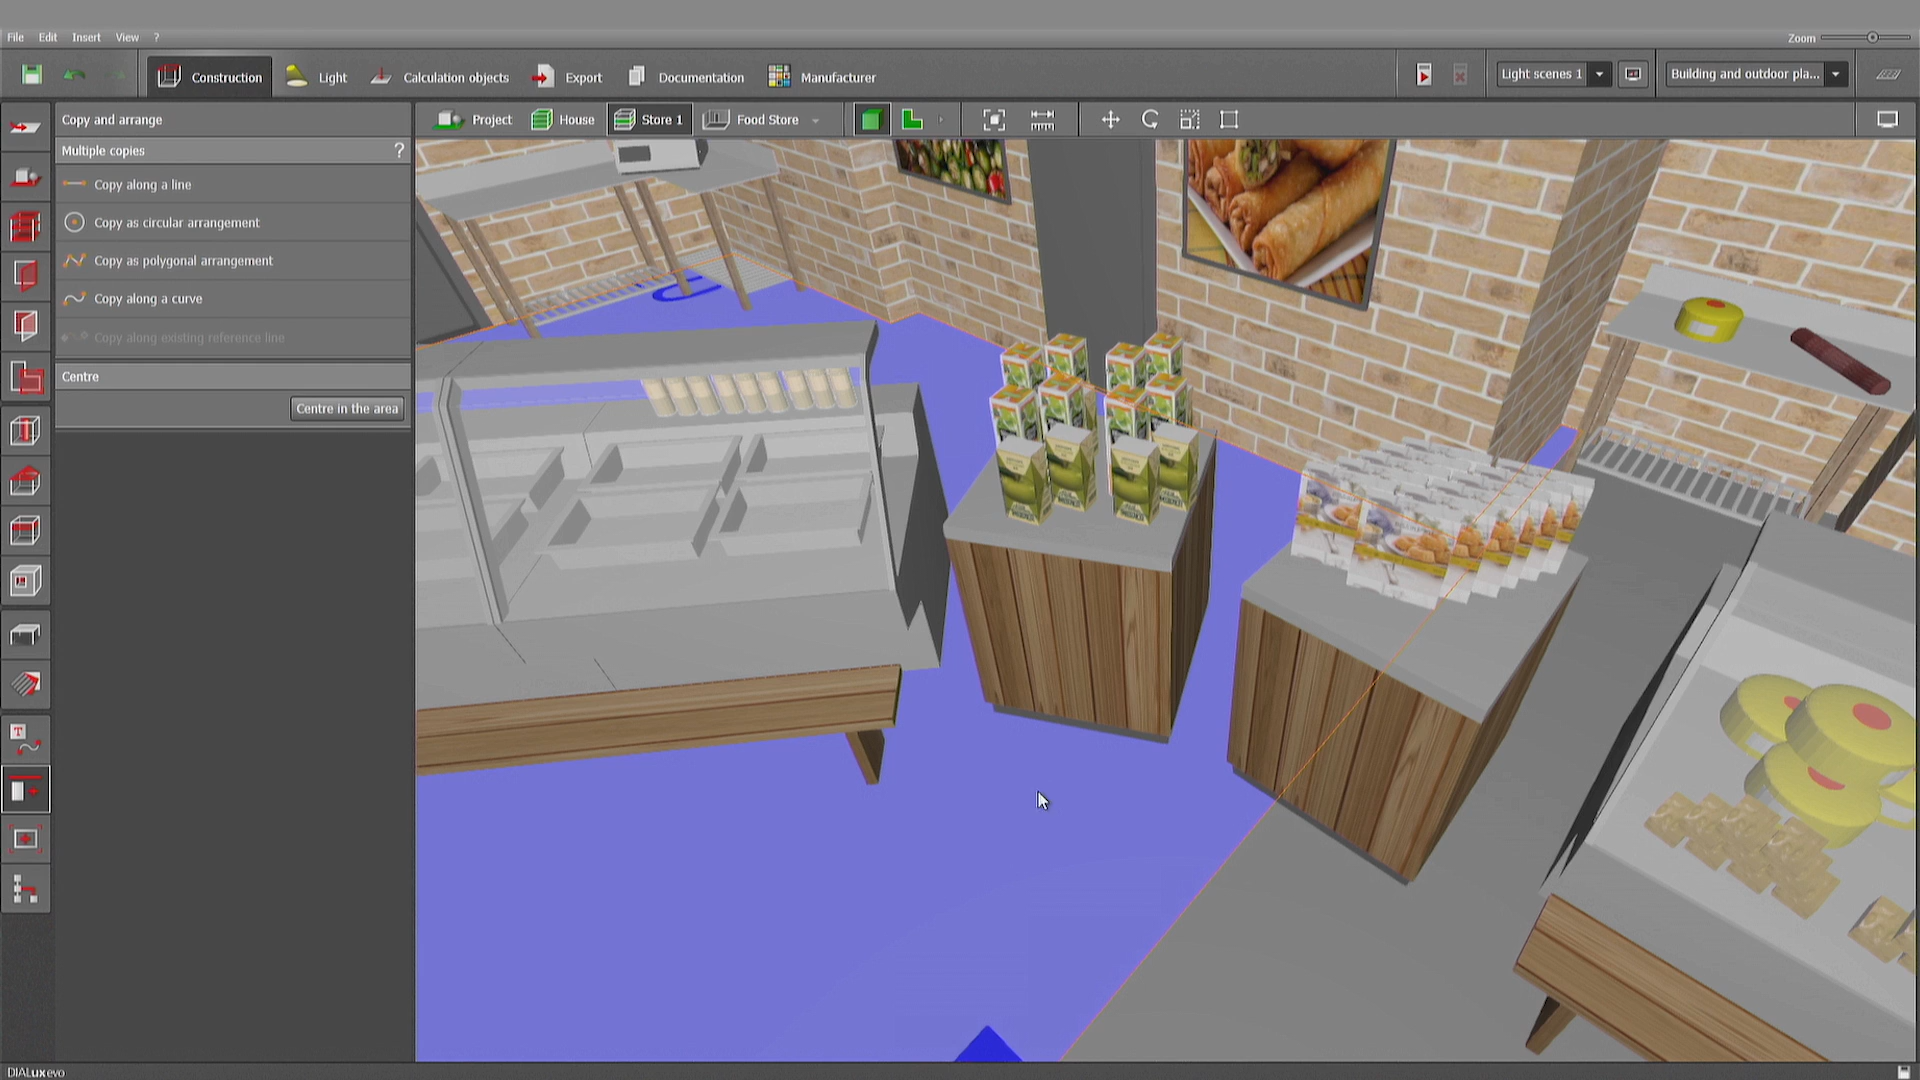 File Edit Insert View ?
Zoom
Construction Light Calculation objects Export Documentation Manufacturer
Light scenes 1
Building and outdoor pla...
Copy and arrange
Project House Store 1 Food Store
Multiple copies ?
Copy along a line
Copy as circular arrangement
Copy as polygonal arrangement
Copy along a curve
Copy along existing reference line
Centre
Centre in the area
DIALux evo